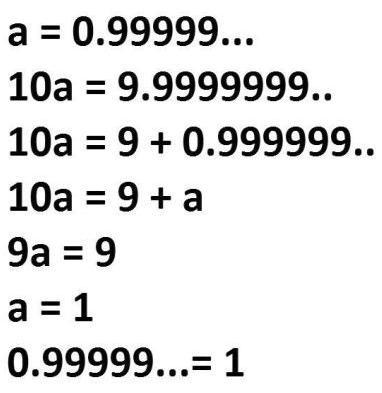 a = 0.99999...
10a = 9.9999999..
10a = 9 + 0.999999..
10a = 9 + a
9a = 9
a = 1
0.99999...= 1